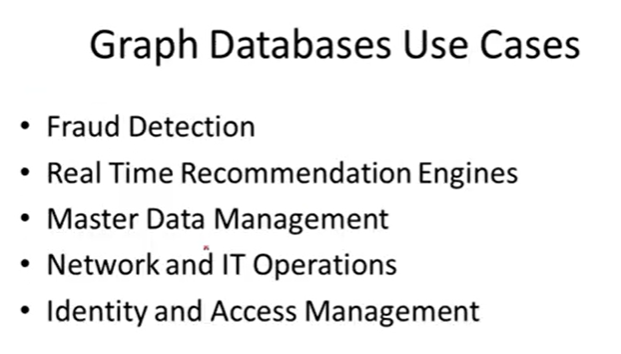 Graph Databases Use Cases
• Fraud Detection
• Real Time Recommendation Engines
• Master Data Management
• Network and IT Operations
• Identity and Access Management